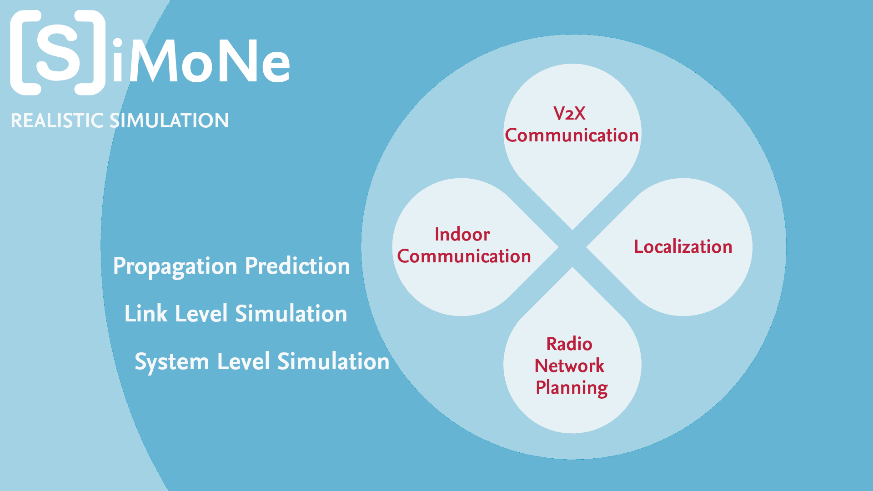 [S]iMoNe
REALISTIC SIMULATION
Propagation Prediction
Link Level Simulation
System Level Simulation
V2X
Communication
Indoor
Communication
Localization
Radio
Network
Planning